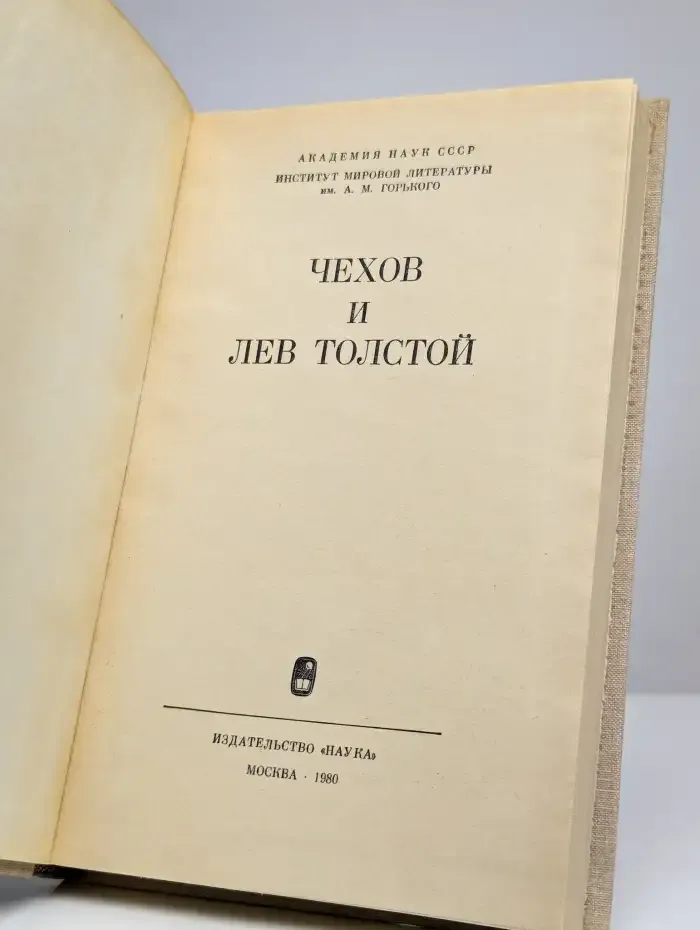 АКАДЕМИЯ НАУК СССР
ИНСТИТУТ МИРОВОЙ ЛИТЕРАТУРЫ
им. А. М. ГОРЬКОГО
ЧЕХОВ
И
ЛЕВ ТОЛСТОЙ
ИЗДАТЕЛЬСТВО «НАУКА»
МОСКВА · 1980